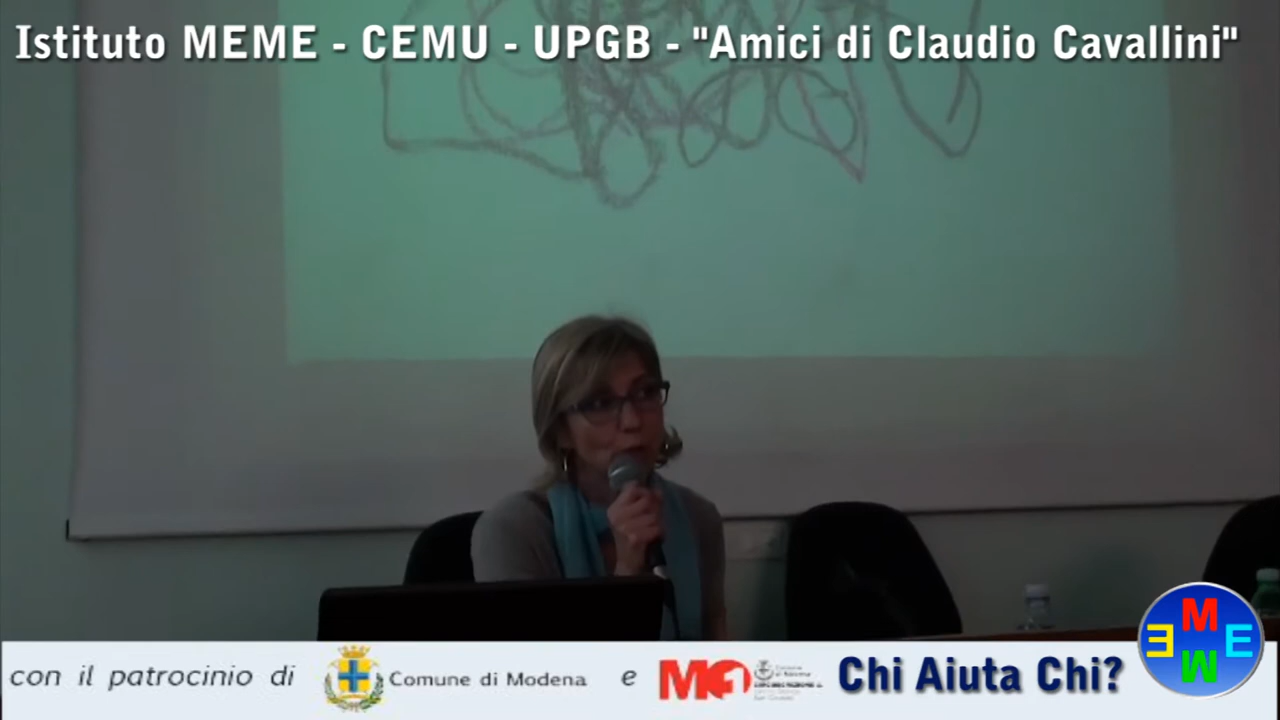 Istituto MEME - CEMU - UPGB - "Amici di Claudio Cavallini"
con il patrocinio di
Comune di Modena
e
MG
Chi Aiuta Chi?
MEME